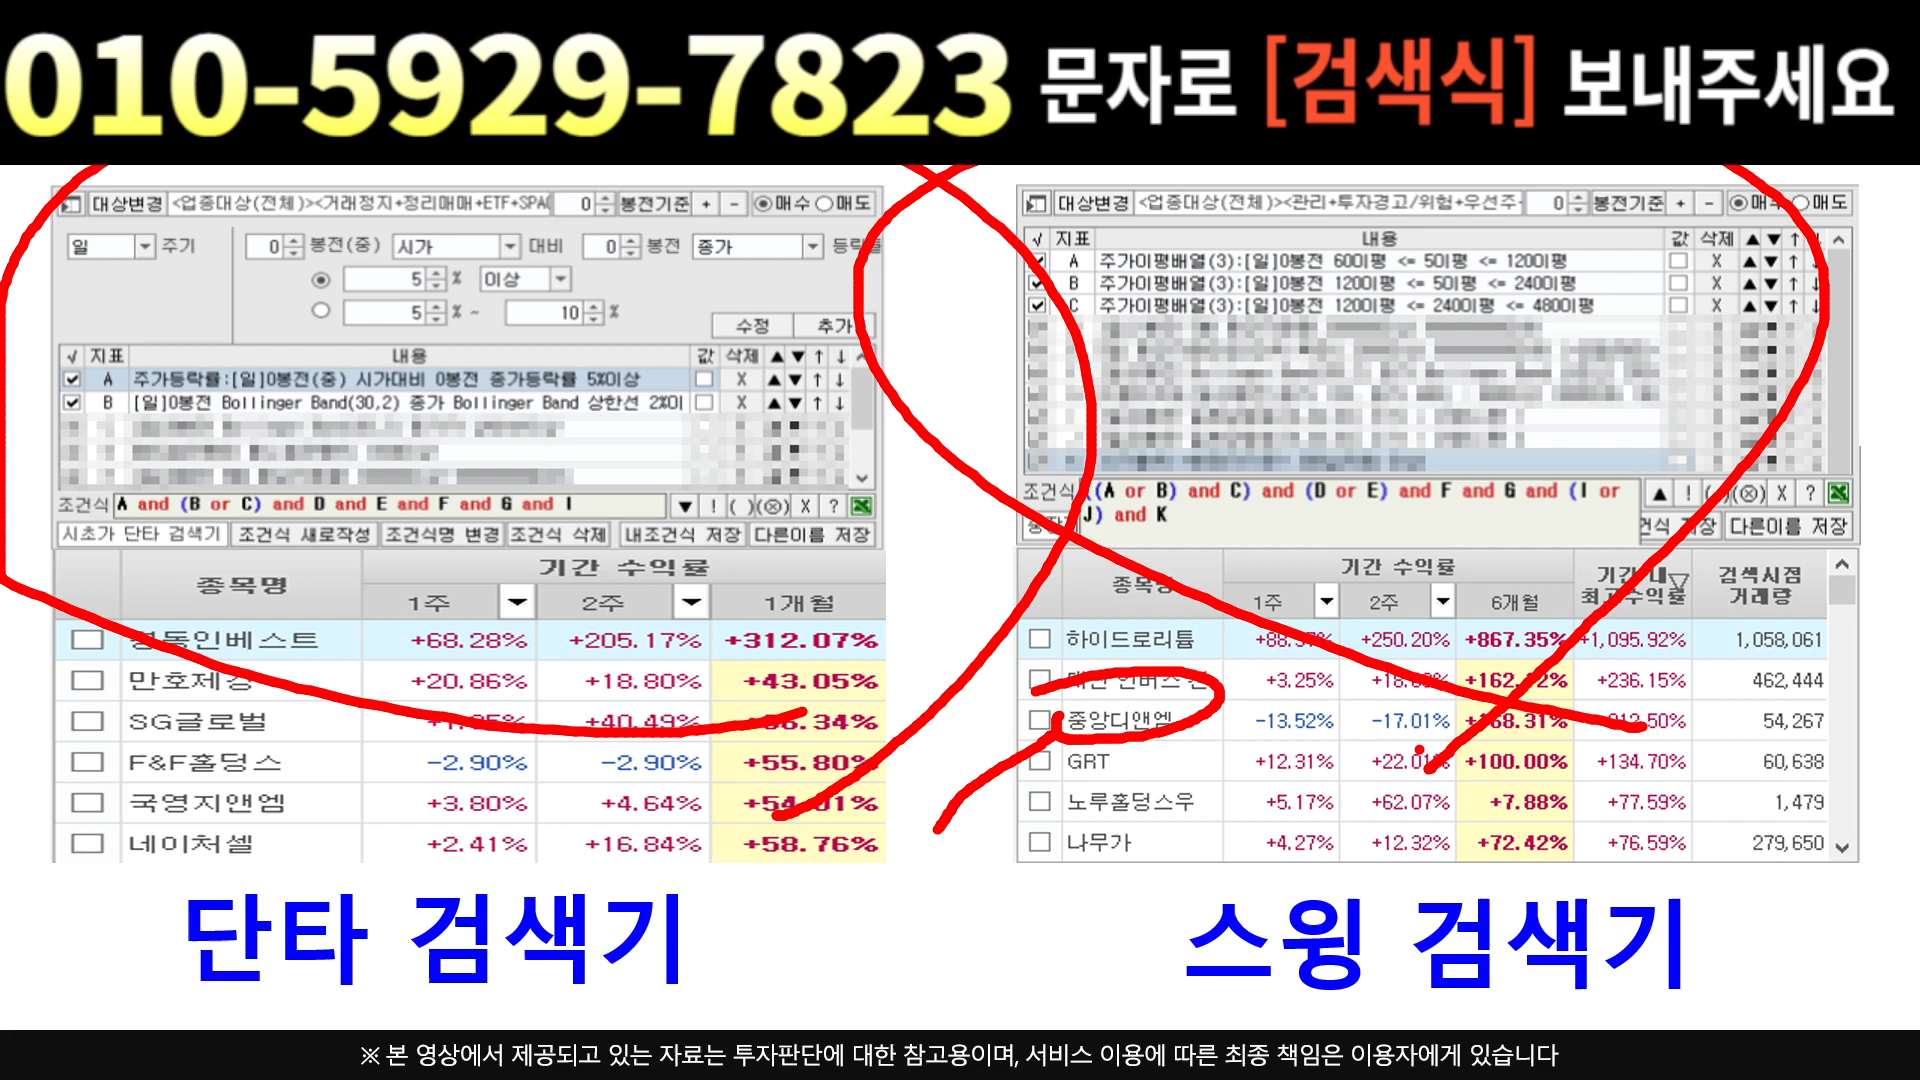 010-5929-7823 문자로 [검색식] 보내주세요
대상변경 <업종대상(전체)><거래정지+정리매매+ETF+SPAC 0 봉전기준 + - 매수 매도
일 주기 0 봉전(중) 시가 대비 0 봉전 종가
5 % 이상
5 % ~ 10 %
수정 추가
√ 지표 내용 값 삭제 ▲ ▼ ↑ ↓
A 주가등락률:[일]0봉전(중) 시가대비 0봉전 종가등락률 5%이상 X ▲ ▼ ↑ ↓
B [일]0봉전 Bollinger Band(30,2) 종가 Bollinger Band 상한선 2%이 X ▲ ▼ ↑ ↓
조건식 A and (B or C) and D and E and F and G and I ▼ ! ( ) (ⓧ) X ?
시초가 단타 검색기 조건식 새로작성 조건식명 변경 조건식 삭제 내조건식 저장 다른이름 저장
종목명 기간 수익률
1주 2주 1개월
+68.28% +205.17% +312.07%
만호제강 +20.86% +18.80% +43.05%
SG글로벌 +40.49%
F&F홀딩스 -2.90% -2.90% +55.80%
국영지앤엠 +3.80% +4.64%
네이처셀 +2.41% +16.84% +58.76%
단타 검색기
대상변경 <업종대상(전체)><관리+투자경고/위험+우선주+ 0 봉전기준 + - 매수 매도
√ 지표 내용 값 삭제 ▲ ▼ ↑ ↓
A 주가이평배열(3):[일]0봉전 60이평 <= 5이평 <= 120이평 X ▲ ▼ ↑ ↓
B 주가이평배열(3):[일]0봉전 120이평 <= 5이평 <= 240이평 X ▲ ▼ ↑ ↓
C 주가이평배열(3):[일]0봉전 120이평 <= 240이평 <= 480이평 X ▲ ▼ ↑ ↓
조건식 ((A or B) and C) and (D or E) and F and G and (I or ▲ ! (ⓧ) X ?
J) and K 다른이름 저장
종목명 기간 수익률 기간 내 최고수익률 검색시점 거래량
1주 2주 6개월
하이드로리튬 +250.20% +867.35% +1,095.92% 1,058,061
+3.25% +236.15% 462,444
중앙디앤엠 -13.52% -17.01% 54,267
GRT +12.31% +100.00% +134.70% 60,638
노루홀딩스우 +5.17% +62.07% +7.88% +77.59% 1,479
나무가 +4.27% +12.32% +72.42% +76.59% 279,650
스윙 검색기
※ 본 영상에서 제공되고 있는 자료는 투자판단에 대한 참고용이며, 서비스 이용에 따른 최종 책임은 이용자에게 있습니다